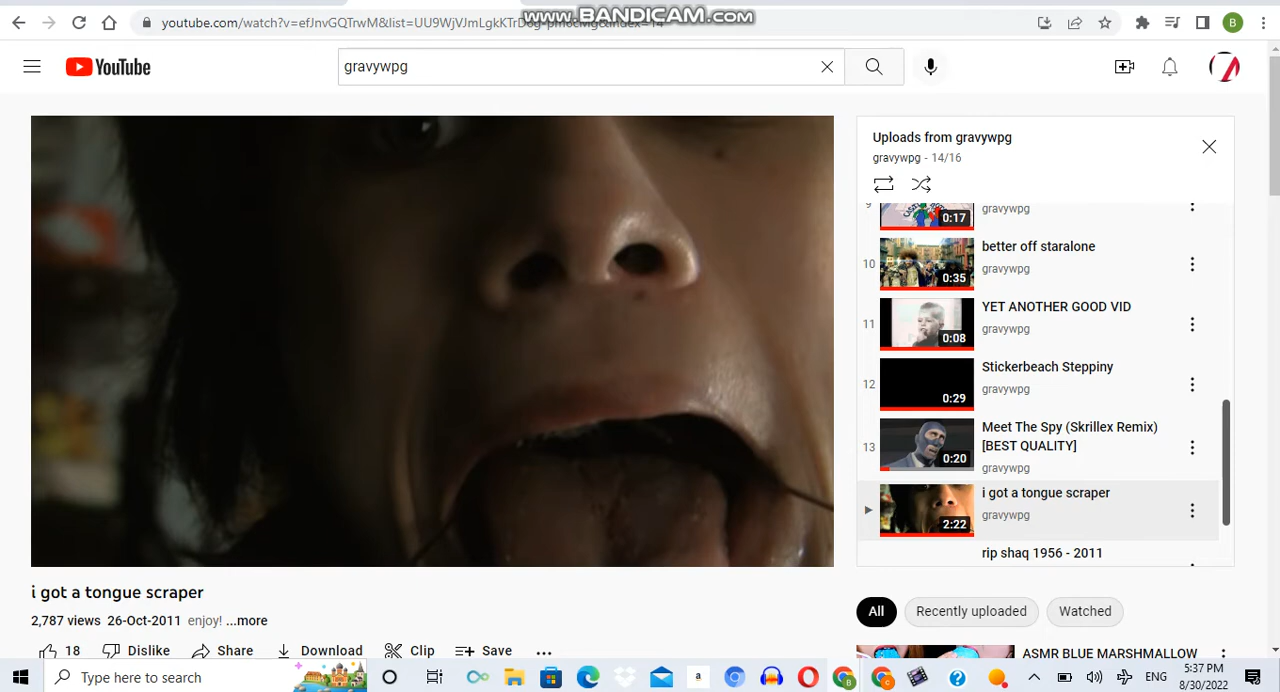 www.BANDICAM.com
youtube.com/watch?v=efJnvGQTrwM&list=
YouTube
gravywpg
B
Uploads from gravywpg
gravywpg - 14/16
9
0:17
gravywpg
10
0:35
better off staralone
gravywpg
11
0:08
YET ANOTHER GOOD VID
gravywpg
12
0:29
Stickerbeach Steppiny
gravywpg
13
0:20
Meet The Spy (Skrillex Remix)
[BEST QUALITY]
gravywpg
2:22
i got a tongue scraper
gravywpg
rip shaq 1956 - 2011
i got a tongue scraper
2,787 views 26-Oct-2011 enjoy! ...more
18 Dislike Share Download Clip Save ...
All Recently uploaded Watched
ASMR BLUE MARSHMALLOW
Type here to search
a
ENG
5:37 PM
8/30/2022